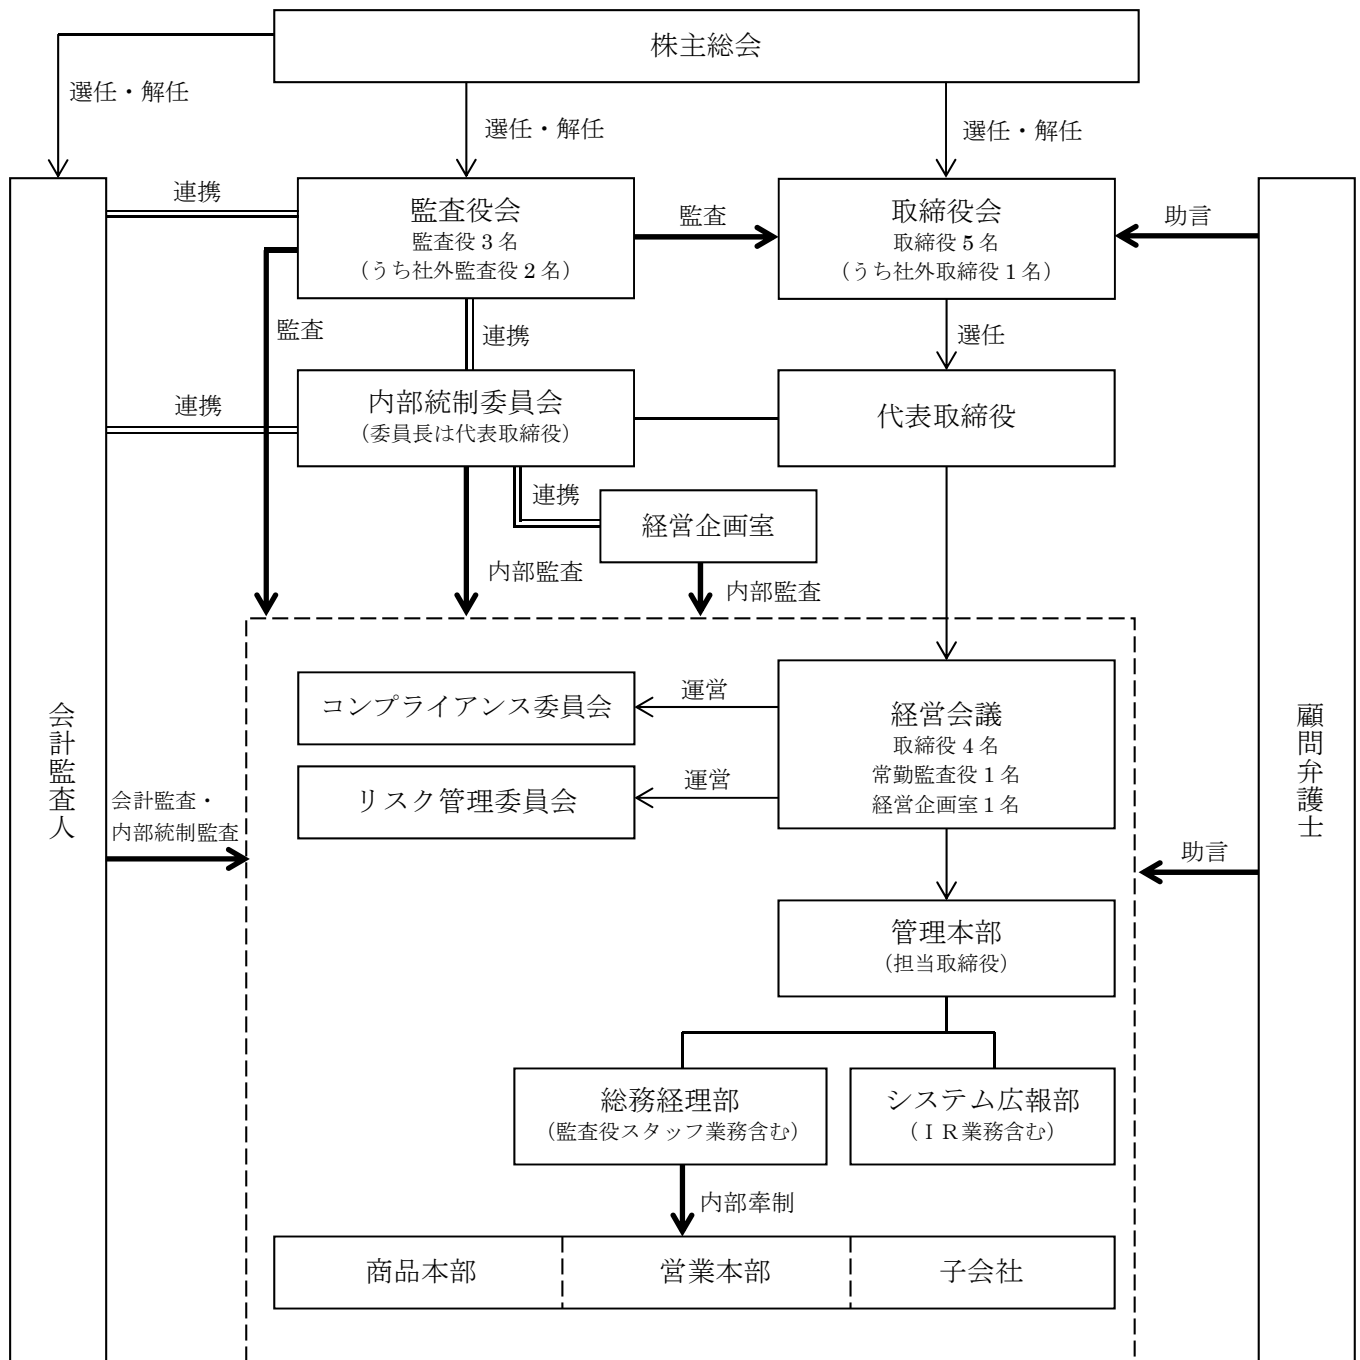 株主総会
選任・解任
選任・解任
選任・解任
連携
監査役会
監査役3名
（うち社外監査役2名）
監査
取締役会
取締役5名
（うち社外取締役1名）
助言
監査
連携
選任
連携
内部統制委員会
（委員長は代表取締役）
代表取締役
連携
経営企画室
内部監査
内部監査
会計監査人
コンプライアンス委員会
運営
経営会議
取締役4名
常勤監査役1名
経営企画室1名
顧問弁護士
リスク管理委員会
運営
会計監査・
内部統制監査
助言
管理本部
（担当取締役）
総務経理部
（監査役スタッフ業務含む）
システム広報部
（ＩＲ業務含む）
内部牽制
商品本部
営業本部
子会社